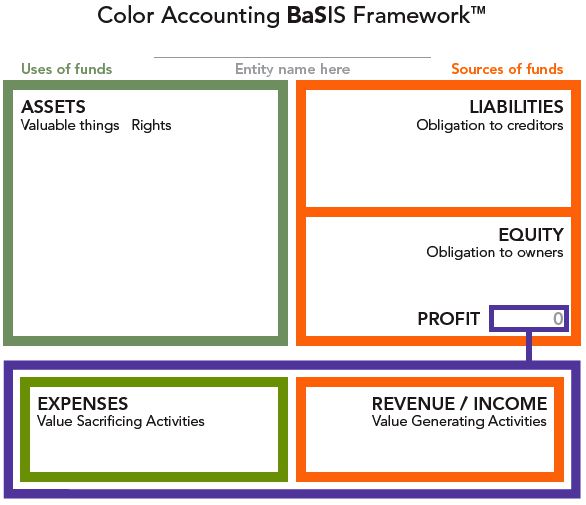 Color Accounting BaSIS Framework™
Uses of funds
Entity name here
Sources of funds
ASSETS
Valuable things Rights
LIABILITIES
Obligation to creditors
EQUITY
Obligation to owners
PROFIT 0
EXPENSES
Value Sacrificing Activities
REVENUE / INCOME
Value Generating Activities